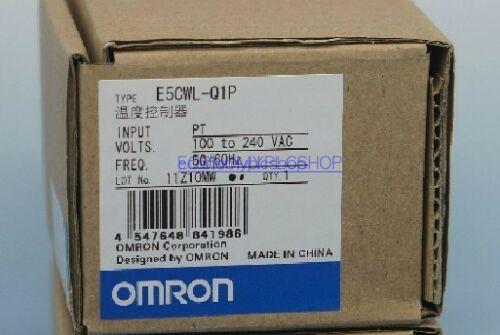 TYPE E5CWL-Q1P
温度控制器
INPUT PT
VOLTS. 100 to 240 VAC
FREQ. 50/60Hz
LOT No. 11Z10MW QTY 1
4 547648 841986
OMRON Corporation
Designed by OMRON MADE IN CHINA
OMRON